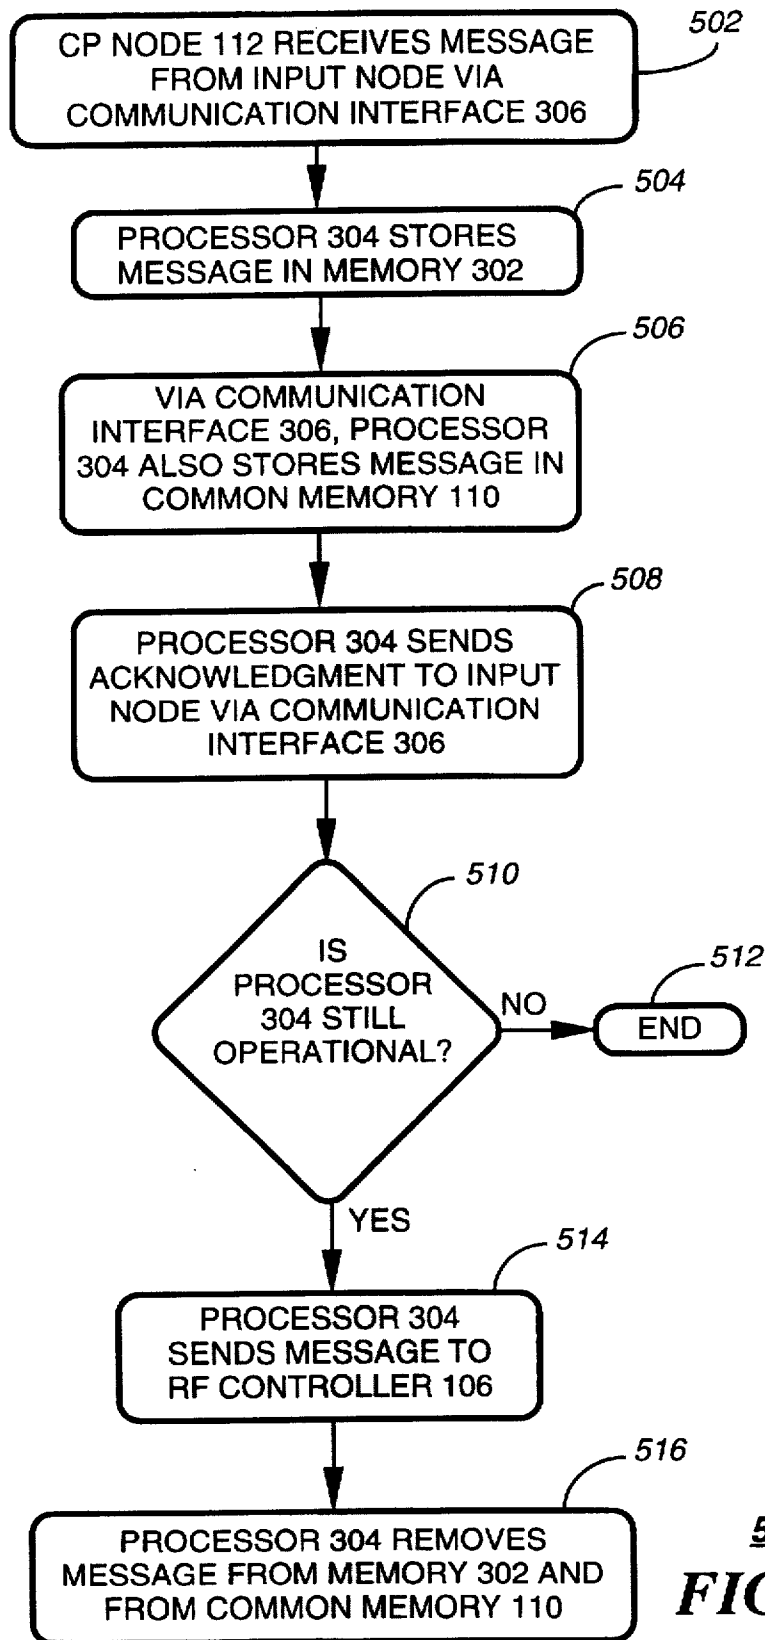 502
CP NODE 112 RECEIVES MESSAGE
FROM INPUT NODE VIA
COMMUNICATION INTERFACE 306
504
PROCESSOR 304 STORES
MESSAGE IN MEMORY 302
506
VIA COMMUNICATION
INTERFACE 306, PROCESSOR
304 ALSO STORES MESSAGE IN
COMMON MEMORY 110
508
PROCESSOR 304 SENDS
ACKNOWLEDGMENT TO INPUT
NODE VIA COMMUNICATION
INTERFACE 306
510
IS
PROCESSOR
304 STILL
OPERATIONAL?
NO
512
END
YES
514
PROCESSOR 304
SENDS MESSAGE TO
RF CONTROLLER 106
516
PROCESSOR 304 REMOVES
MESSAGE FROM MEMORY 302 AND
FROM COMMON MEMORY 110